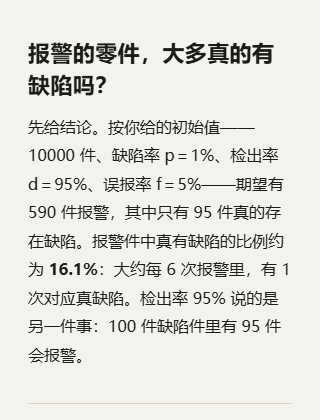 报警的零件，大多真的有
缺陷吗？
先给结论。按你给的初始值——
10000 件、缺陷率 p = 1%、检出率
d = 95%、误报率 f = 5%——期望有
590 件报警，其中只有 95 件真的存
在缺陷。报警件中真有缺陷的比例约
为 16.1%：大约每 6 次报警里，有 1
次对应真缺陷。检出率 95% 说的是
另一件事：100 件缺陷件里有 95 件
会报警。